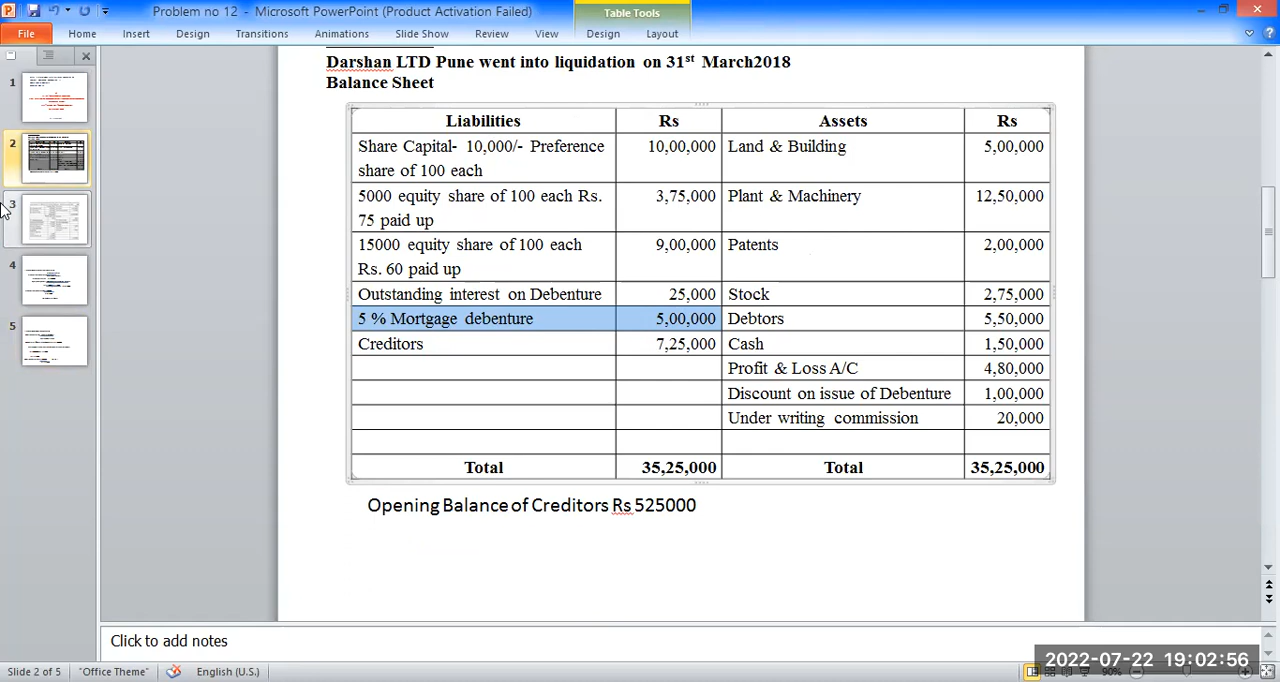 Problem no 12 - Microsoft PowerPoint (Product Activation Failed)
Table Tools
File Home Insert Design Transitions Animations Slide Show Review View Design Layout
1
2
3
4
5
Darshan LTD Pune went into liquidation on 31st March2018
Balance Sheet
Liabilities Rs Assets Rs
Share Capital- 10,000/- Preference share of 100 each 10,00,000 Land & Building 5,00,000
5000 equity share of 100 each Rs. 75 paid up 3,75,000 Plant & Machinery 12,50,000
15000 equity share of 100 each Rs. 60 paid up 9,00,000 Patents 2,00,000
Outstanding interest on Debenture 25,000 Stock 2,75,000
5 % Mortgage debenture 5,00,000 Debtors 5,50,000
Creditors 7,25,000 Cash 1,50,000
Profit & Loss A/C 4,80,000
Discount on issue of Debenture 1,00,000
Under writing commission 20,000
Total 35,25,000 Total 35,25,000
Opening Balance of Creditors Rs 525000
Click to add notes
Slide 2 of 5 "Office Theme" English (U.S.) 90%
2022-07-22 19:02:56